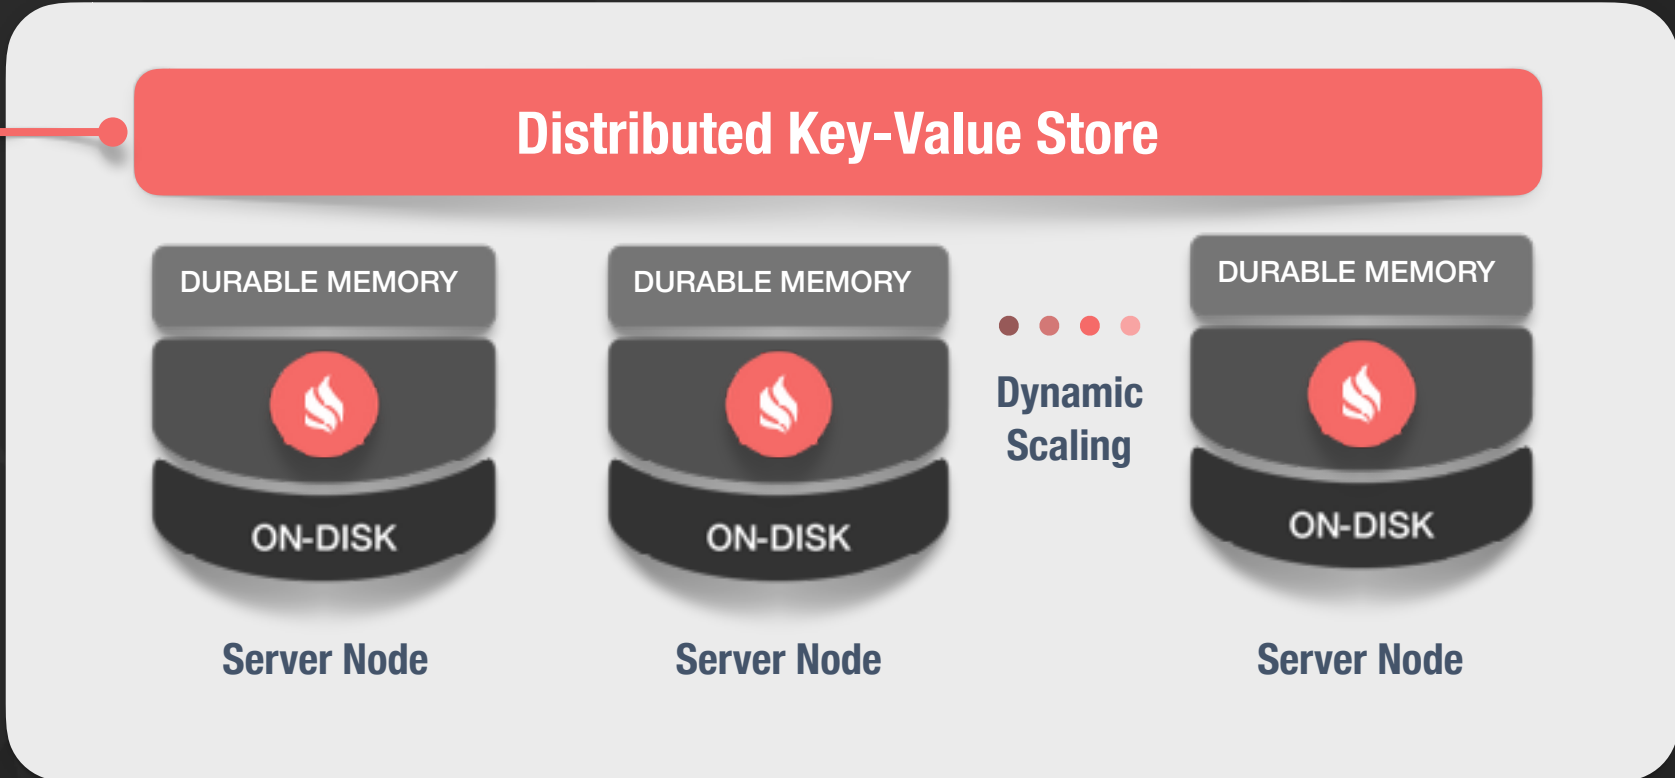 Distributed Key-Value Store
DURABLE MEMORY
DURABLE MEMORY
DURABLE MEMORY
Dynamic
Scaling
ON-DISK
ON-DISK
ON-DISK
Server Node
Server Node
Server Node